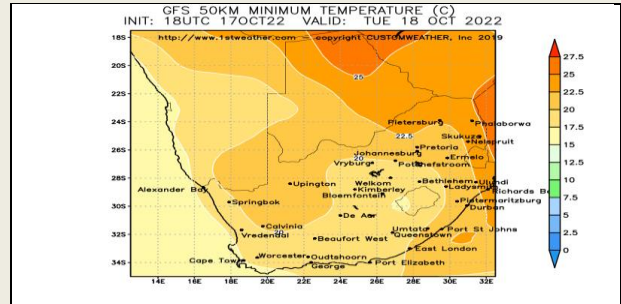 GFS 50KM MINIMUM TEMPERATURE (C)
INIT: 18UTC 17OCT22 VALID: TUE 18 OCT 2022
http://www.1stweather.com — copyright CUSTOMWEATHER, Inc 2019
18S
20S
22S
24S
26S
28S
30S
32S
34S
25
22.5
20
20
Pietersburg
Phalaborwa
Skukuza
Nelspruit
Pretoria
Johannesburg
Ermelo
Vryburg
Potchefstroom
Welkom
Bethlehem
Ulundi
Kimberley
Ladysmith
Bloemfontein
Richards B
Alexander Bay
Upington
Springbok
Pietermaritzburg
Durban
De Aar
Calvinia
Vredendal
Umtata
Port St Johns
Queenstown
Beaufort West
East London
Cape Town
Worcester
Oudtshoorn
George
Port Elizabeth
14E 16E 18E 20E 22E 24E 26E 28E 30E 32E
27.5
25
22.5
20
17.5
15
12.5
10
7.5
5
2.5
0